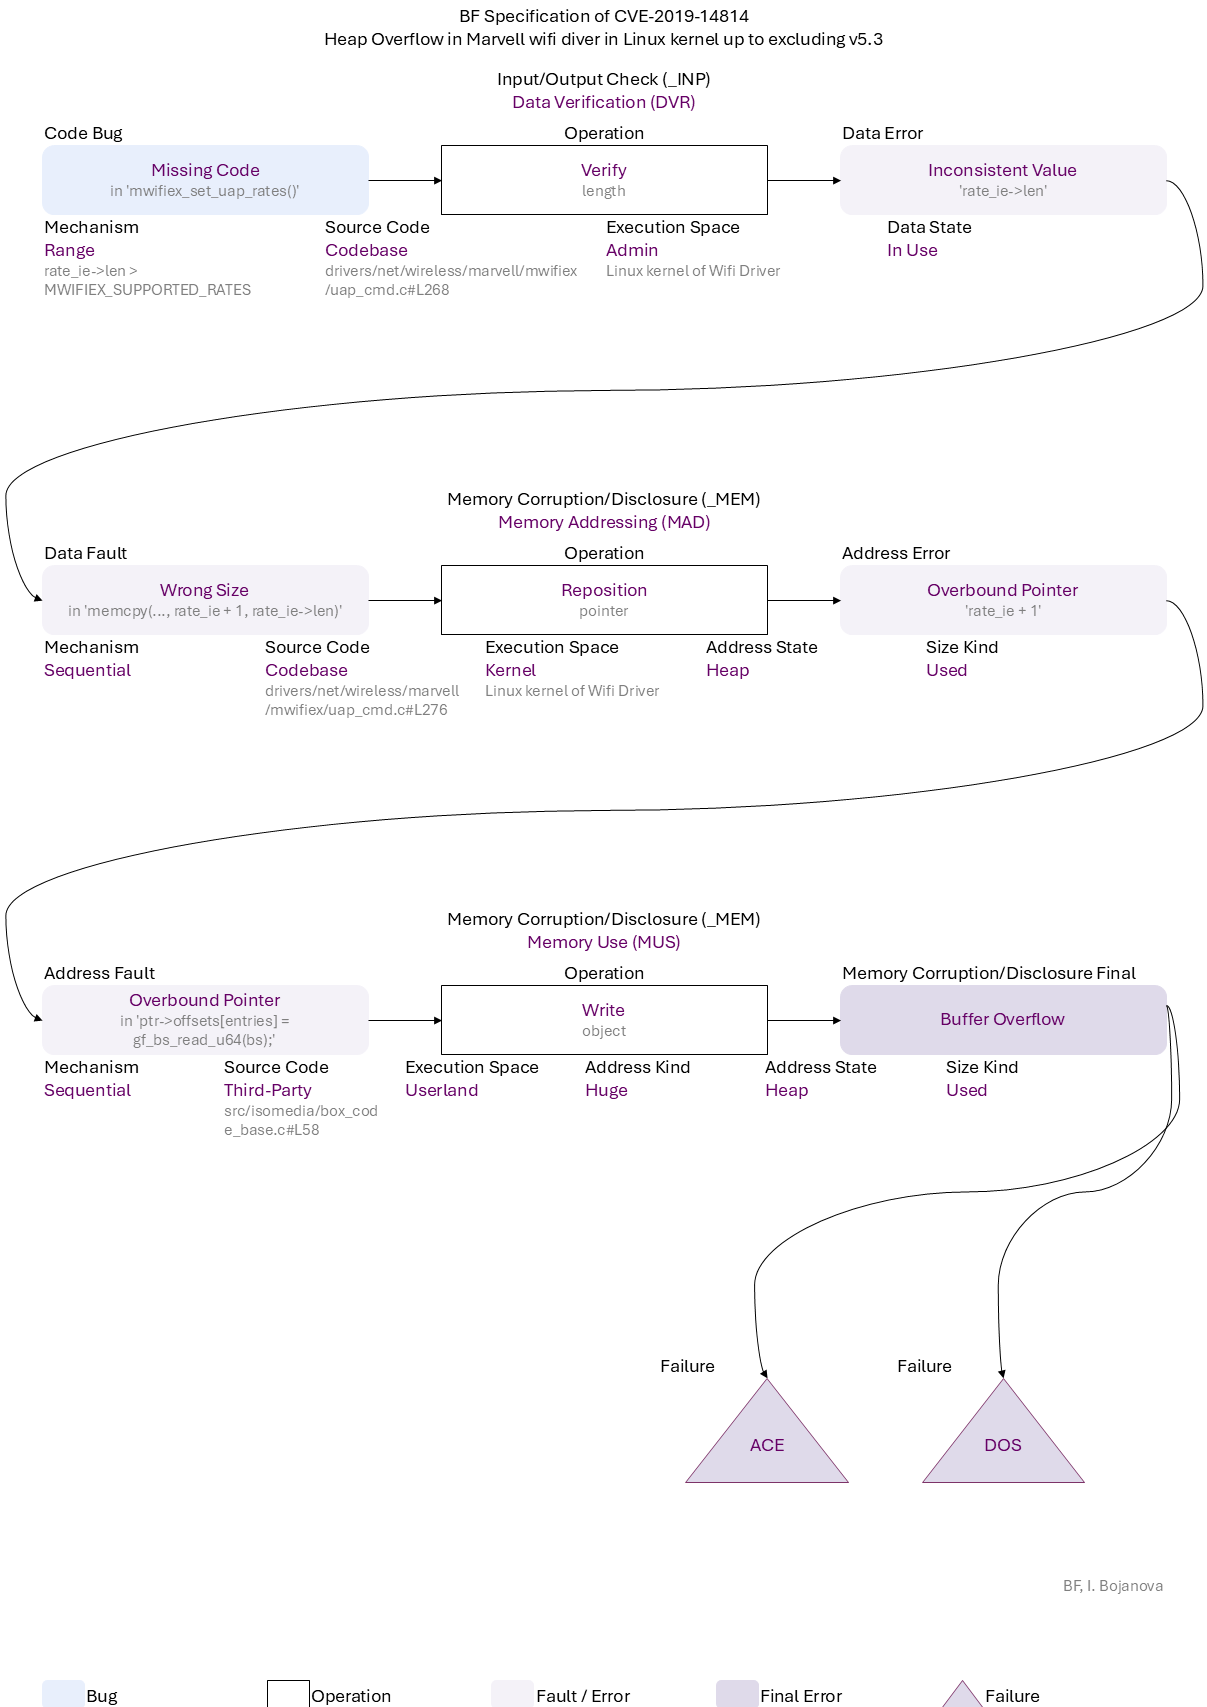 BF Specification of CVE-2019-14814
Heap Overflow in Marvell wifi diver in Linux kernel up to excluding v5.3
Input/Output Check (_INP)
Data Verification (DVR)
Code Bug
Operation
Data Error
Missing Code
in 'mwifiex_set_uap_rates()'
Verify
length
Inconsistent Value
'rate_ie->len'
Mechanism
Range
rate_ie->len >
MWIFIEX_SUPPORTED_RATES
Source Code
Codebase
drivers/net/wireless/marvell/mwifiex
/uap_cmd.c#L268
Execution Space
Admin
Linux kernel of Wifi Driver
Data State
In Use
Memory Corruption/Disclosure (_MEM)
Memory Addressing (MAD)
Data Fault
Operation
Address Error
Wrong Size
in 'memcpy(..., rate_ie + 1, rate_ie->len)'
Reposition
pointer
Overbound Pointer
'rate_ie + 1'
Mechanism
Sequential
Source Code
Codebase
drivers/net/wireless/marvell
/mwifiex/uap_cmd.c#L276
Execution Space
Kernel
Linux kernel of Wifi Driver
Address State
Heap
Size Kind
Used
Memory Corruption/Disclosure (_MEM)
Memory Use (MUS)
Address Fault
Operation
Memory Corruption/Disclosure Final
Overbound Pointer
in 'ptr->offsets[entries] =
gf_bs_read_u64(bs);'
Write
object
Buffer Overflow
Mechanism
Sequential
Source Code
Third-Party
src/isomedia/box_cod
e_base.c#L58
Execution Space
Userland
Address Kind
Huge
Address State
Heap
Size Kind
Used
Failure
Failure
ACE
DOS
BF, I. Bojanova
Bug
Operation
Fault / Error
Final Error
Failure